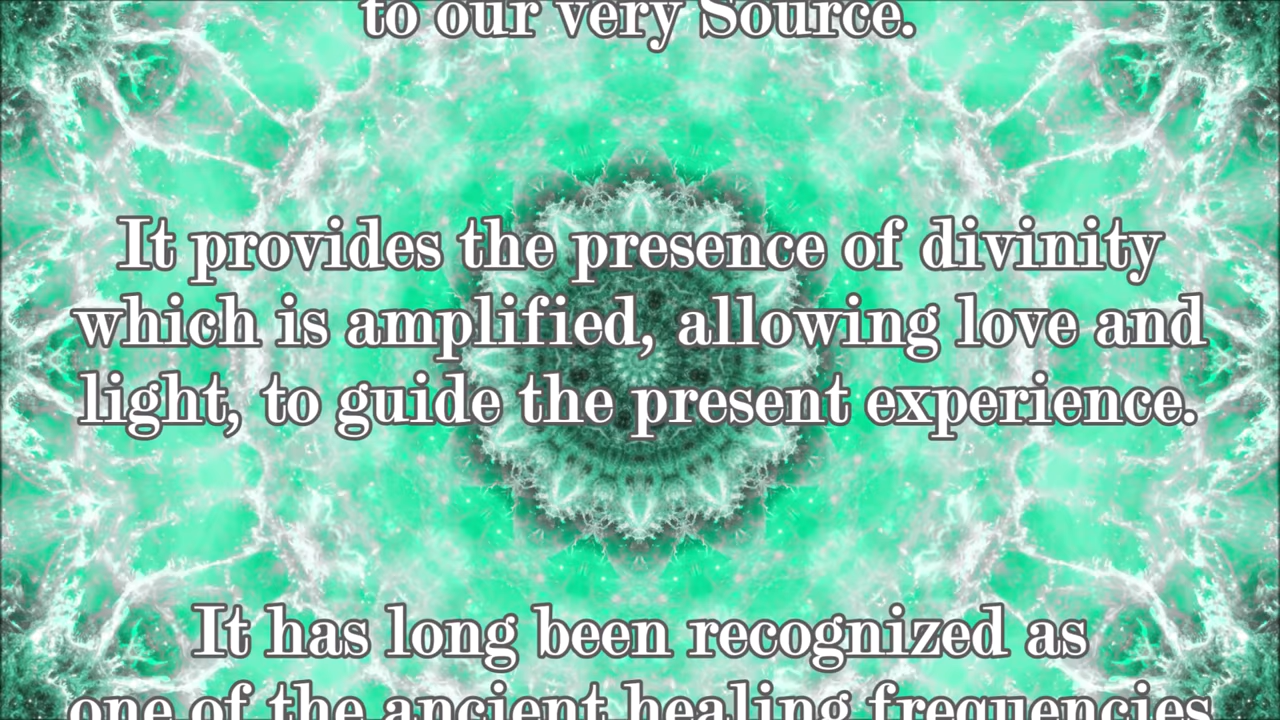 to our very Source.
It provides the presence of divinity
which is amplified, allowing love and
light, to guide the present experience.
It has long been recognized as
one of the ancient healing frequencies